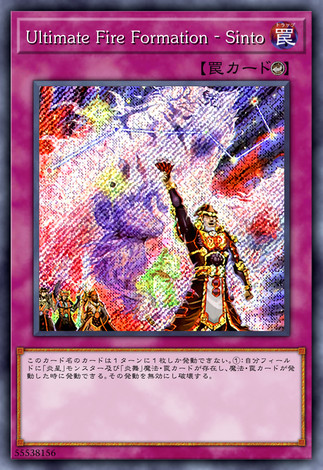 Ultimate Fire Formation - Sinto
トラップ
罠
【罠カード】
このカード名のカードは1ターンに1枚しか発動できない。①:自分フィール
ドに「炎星」モンスター及び「炎舞」魔法・罠カードが存在し、魔法・罠カードが発
動した時に発動できる。その発動を無効にし破壊する。
55538156